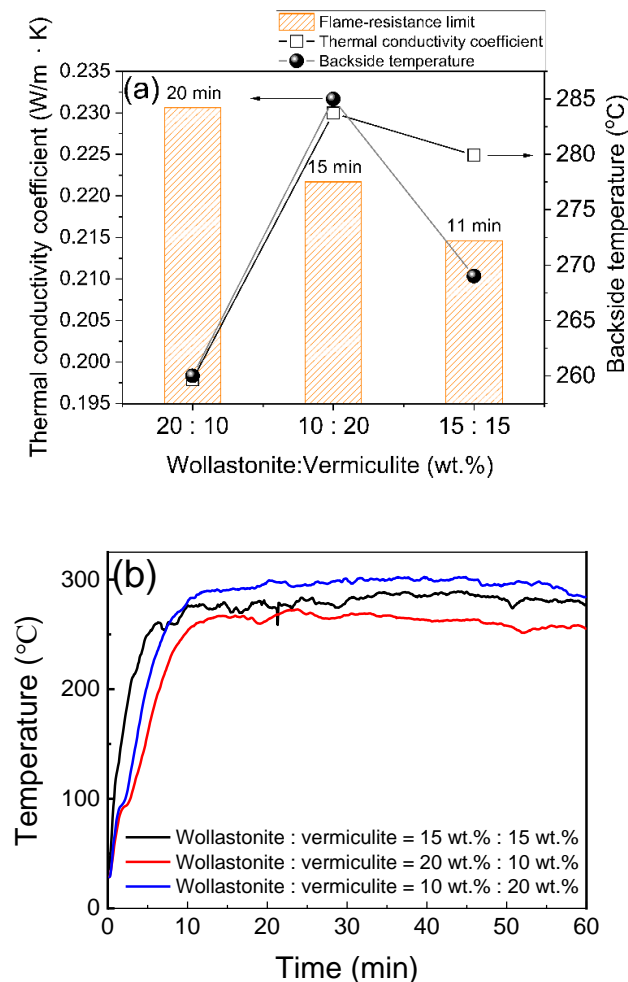 Flame-resistance limit
Thermal conductivity coefficient
Backside temperature
(a)
Thermal conductivity coefficient (W/m · K)
0.235
0.230
0.225
0.220
0.215
0.210
0.205
0.200
0.195
20 min
15 min
11 min
285
280
275
270
265
260
Backside temperature (°C)
20 : 10
10 : 20
15 : 15
Wollastonite:Vermiculite (wt.%)
(b)
Temperature (℃)
300
200
100
0
Wollastonite : vermiculite = 15 wt.% : 15 wt.%
Wollastonite : vermiculite = 20 wt.% : 10 wt.%
Wollastonite : vermiculite = 10 wt.% : 20 wt.%
0
10
20
30
40
50
60
Time (min)